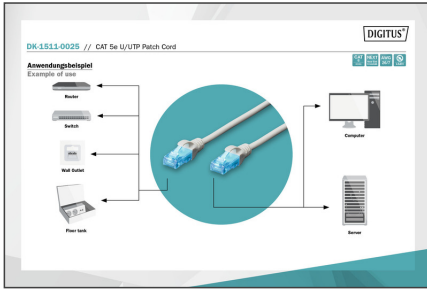 DIGITUS®
DK-1511-0025 // CAT 5e U/UTP Patch Cord
Anwendungsbeispiel
Example of use
Router
Switch
Wall Outlet
Floor tank
Computer
Server